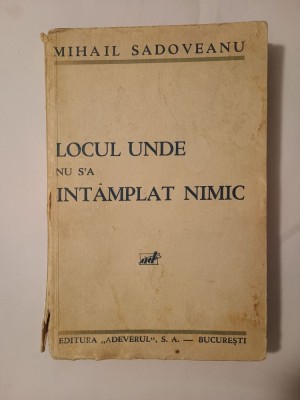 MIHAIL SADOVEANU
LOCUL UNDE
NU S'A
INTÂMPLAT NIMIC
EDITURA „ADEVERUL", S. A. — BUCUREŞTI